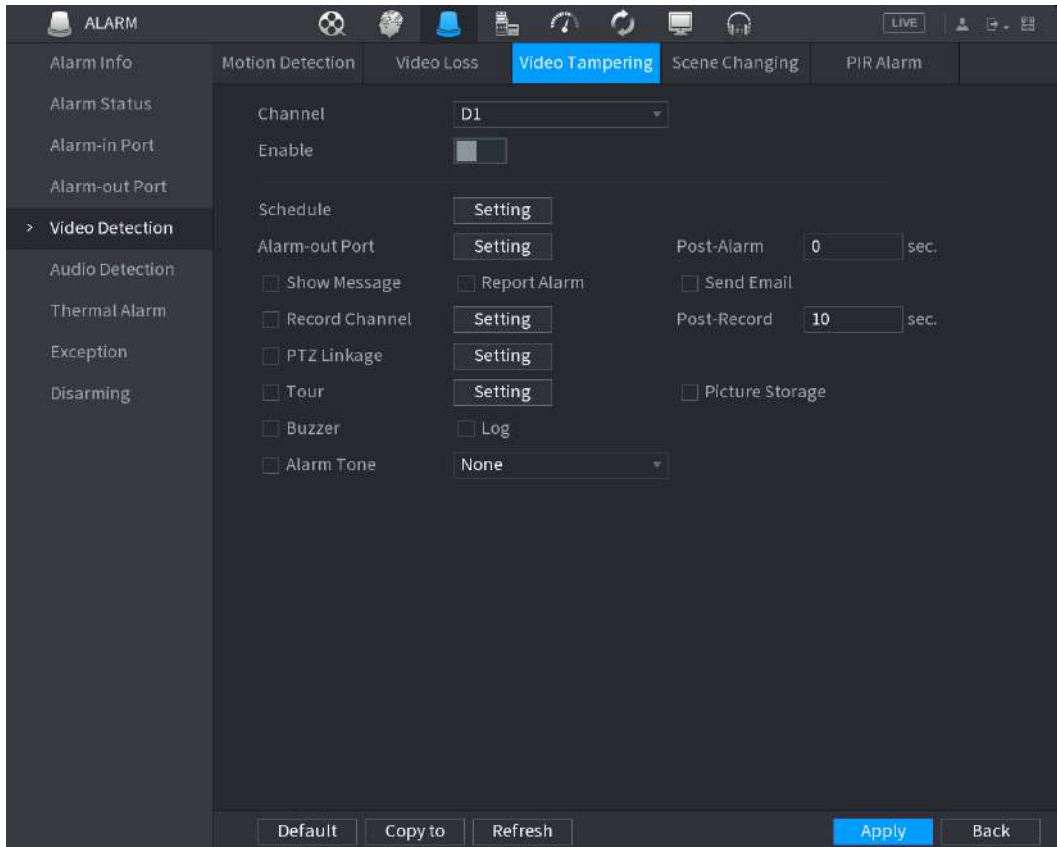 ALARM LIVE
Alarm Info
Alarm Status
Alarm-in Port
Alarm-out Port
> Video Detection
Audio Detection
Thermal Alarm
Exception
Disarming
Motion Detection Video Loss Video Tampering Scene Changing PIR Alarm
Channel D1
Enable
Schedule Setting
Alarm-out Port Setting Post-Alarm 0 sec.
Show Message Report Alarm Send Email
Record Channel Setting Post-Record 10 sec.
PTZ Linkage Setting
Tour Setting Picture Storage
Buzzer Log
Alarm Tone None
Default Copy to Refresh Apply Back